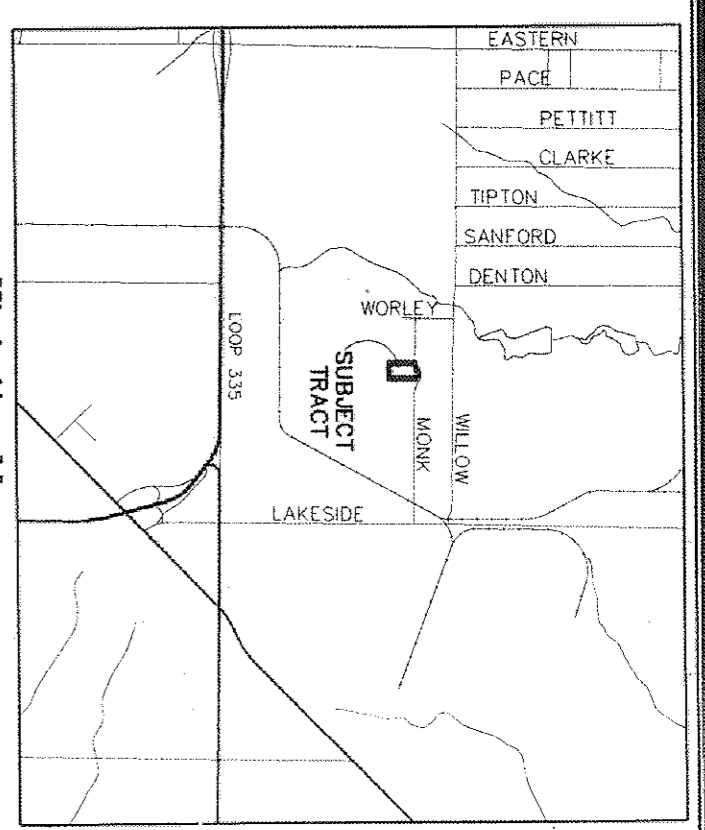 EASTERN
PACE
PETTITT
CLARKE
TIPTON
SANFORD
DENTON
WORLEY
LOOP 335
SUBJECT
TRACT
MONK
WILLOW
LAKESIDE